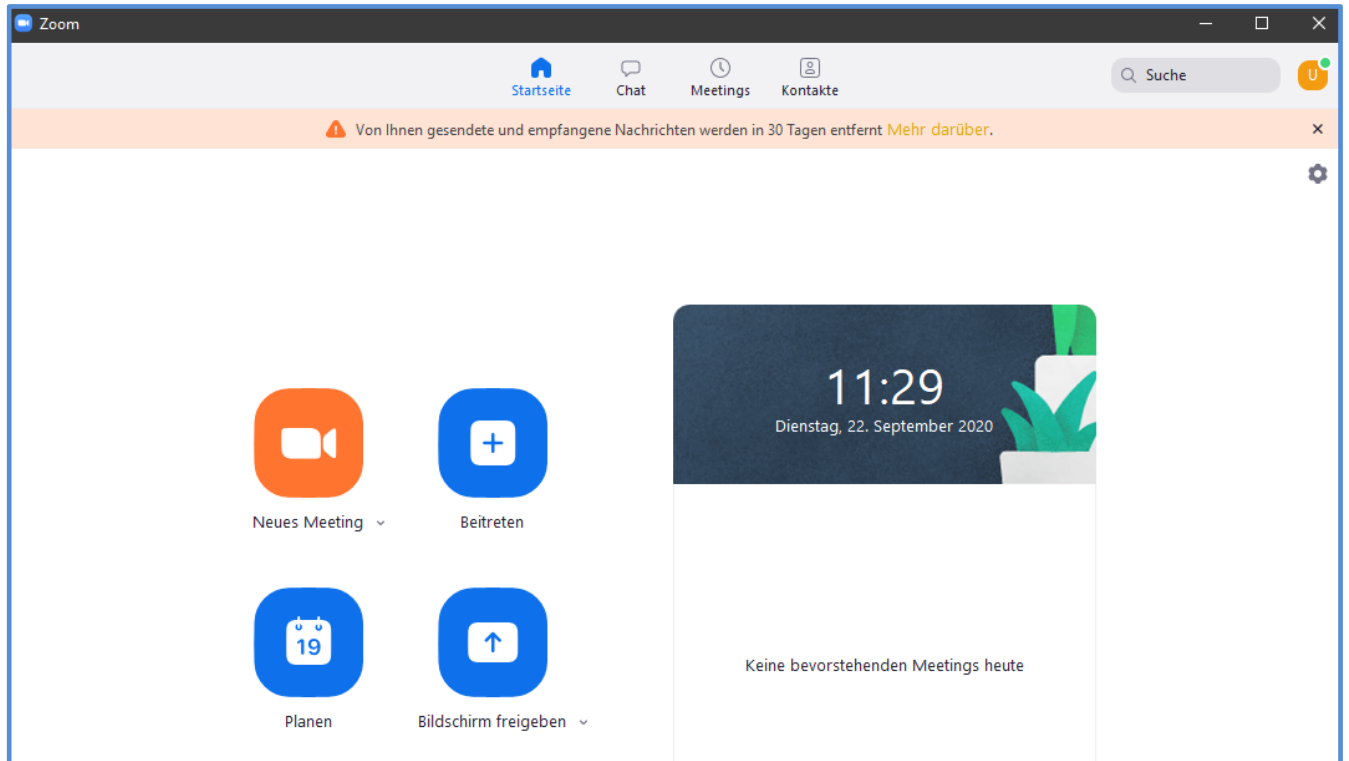 Zoom
Startseite Chat Meetings Kontakte
Suche
U
Von Ihnen gesendete und empfangene Nachrichten werden in 30 Tagen entfernt Mehr darüber.
11:29
Dienstag, 22. September 2020
Neues Meeting
Beitreten
19
Planen
Bildschirm freigeben
Keine bevorstehenden Meetings heute